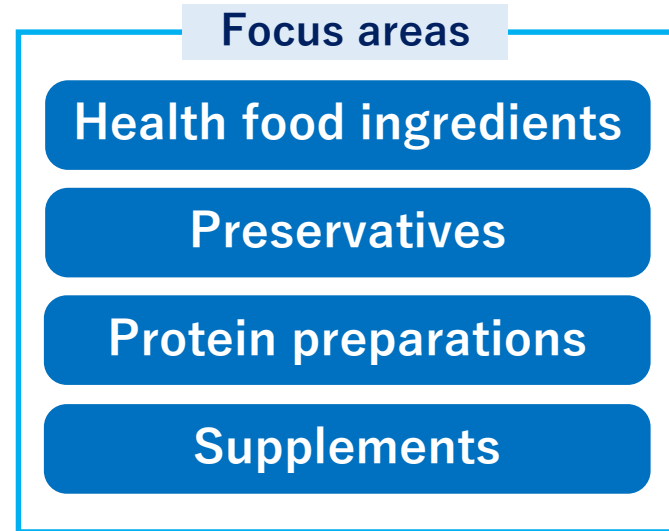 Focus areas
Health food ingredients
Preservatives
Protein preparations
Supplements